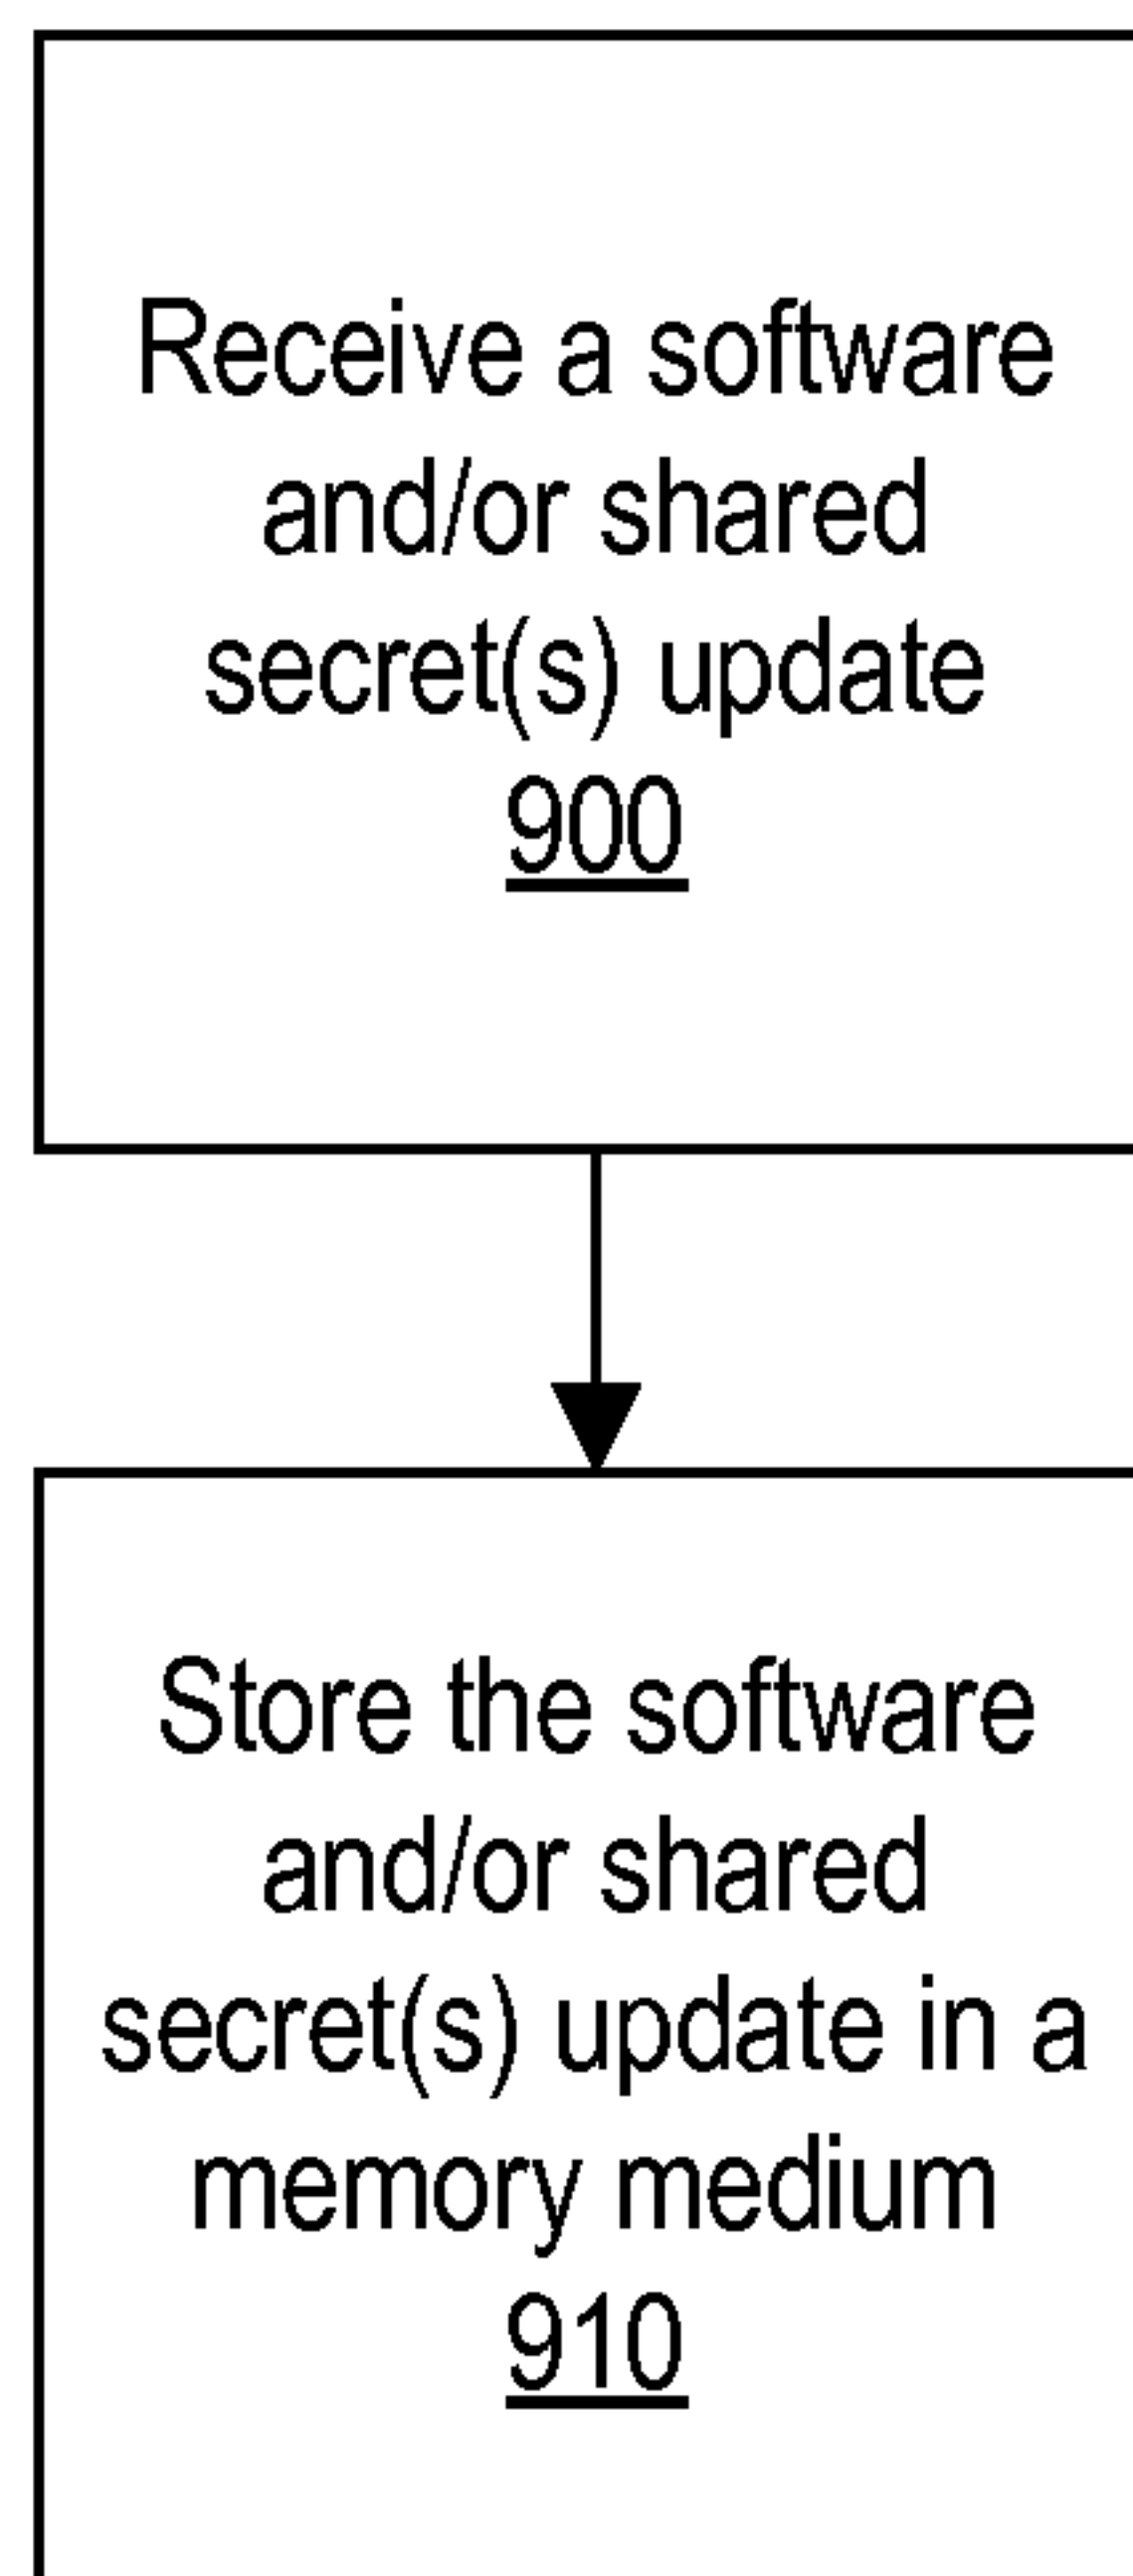 Receive a software
and/or shared
secret(s) update
900
Store the software
and/or shared
secret(s) update in a
memory medium
910